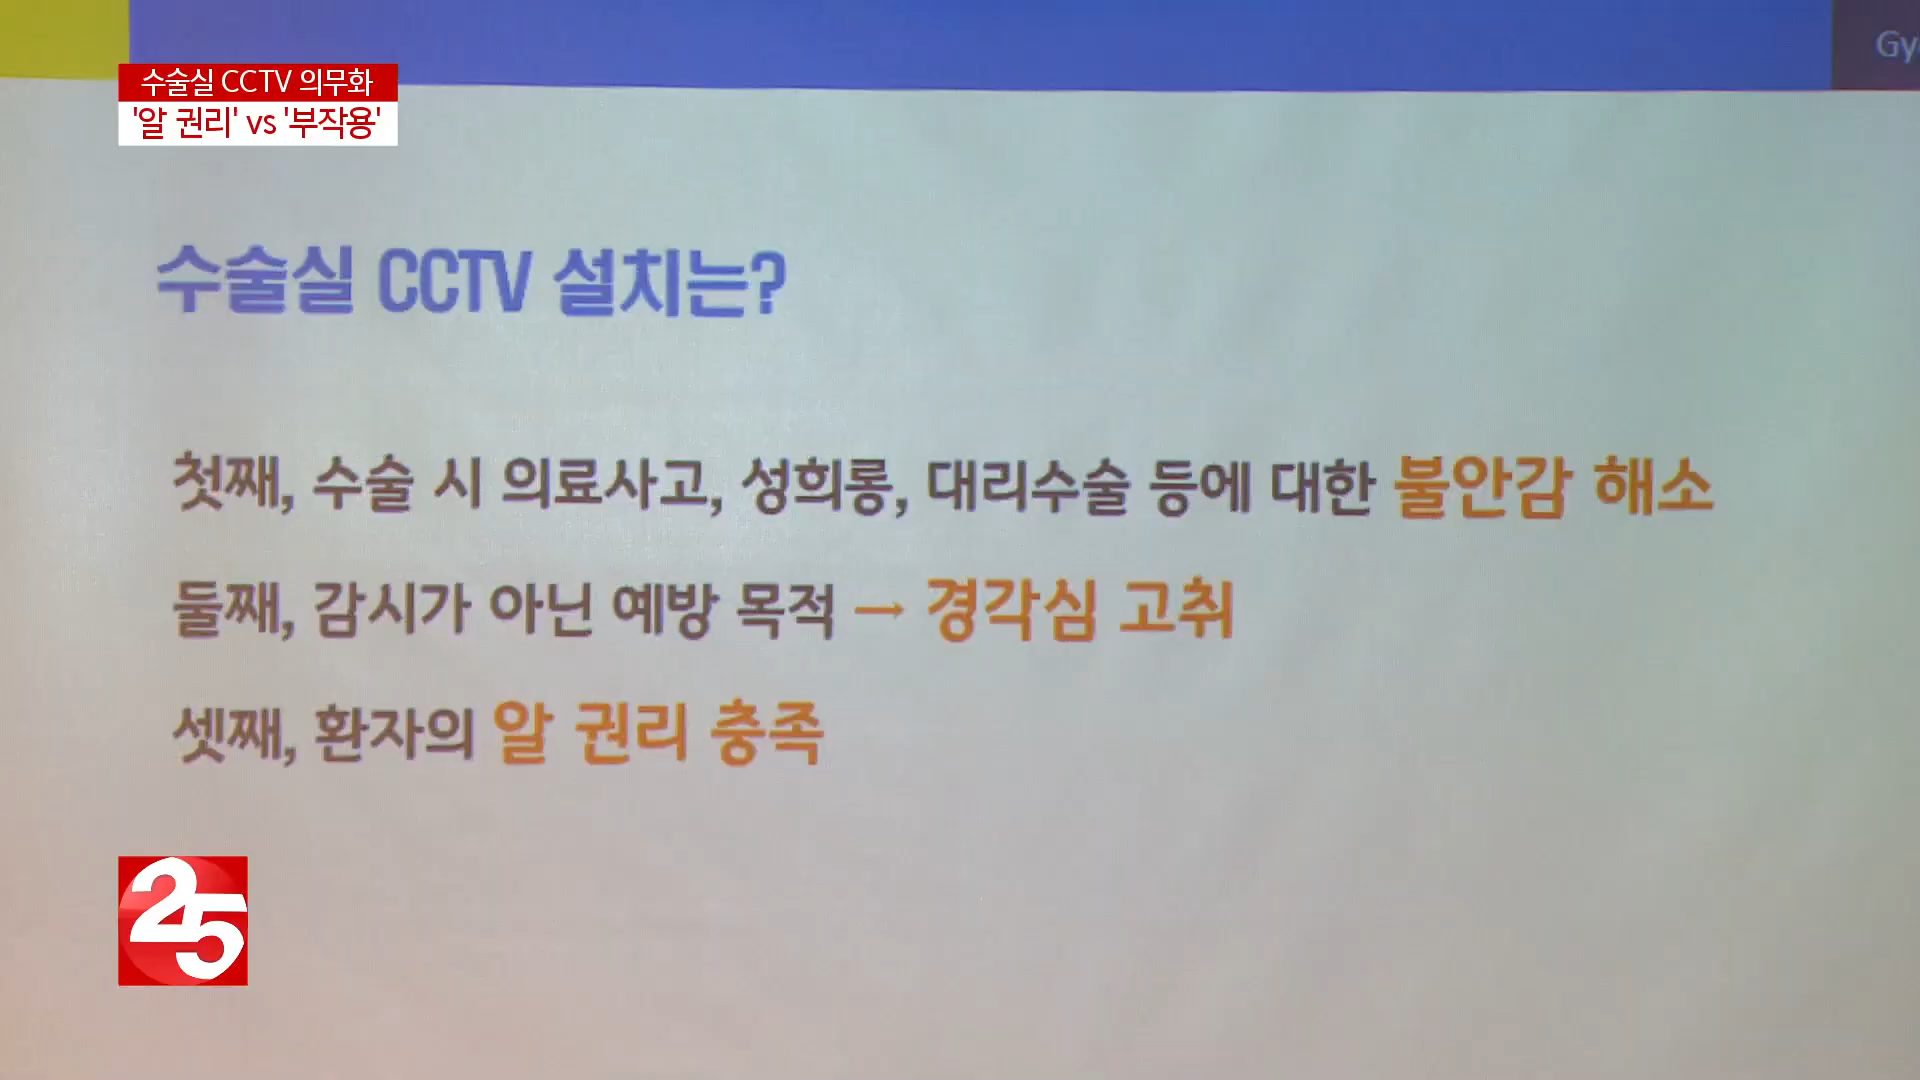 수술실 CCTV 의무화
'알 권리' vs '부작용'
Gy
수술실 CCTV 설치는?
첫째, 수술 시 의료사고, 성희롱, 대리수술 등에 대한 불안감 해소
둘째, 감시가 아닌 예방 목적 → 경각심 고취
셋째, 환자의 알 권리 충족
25